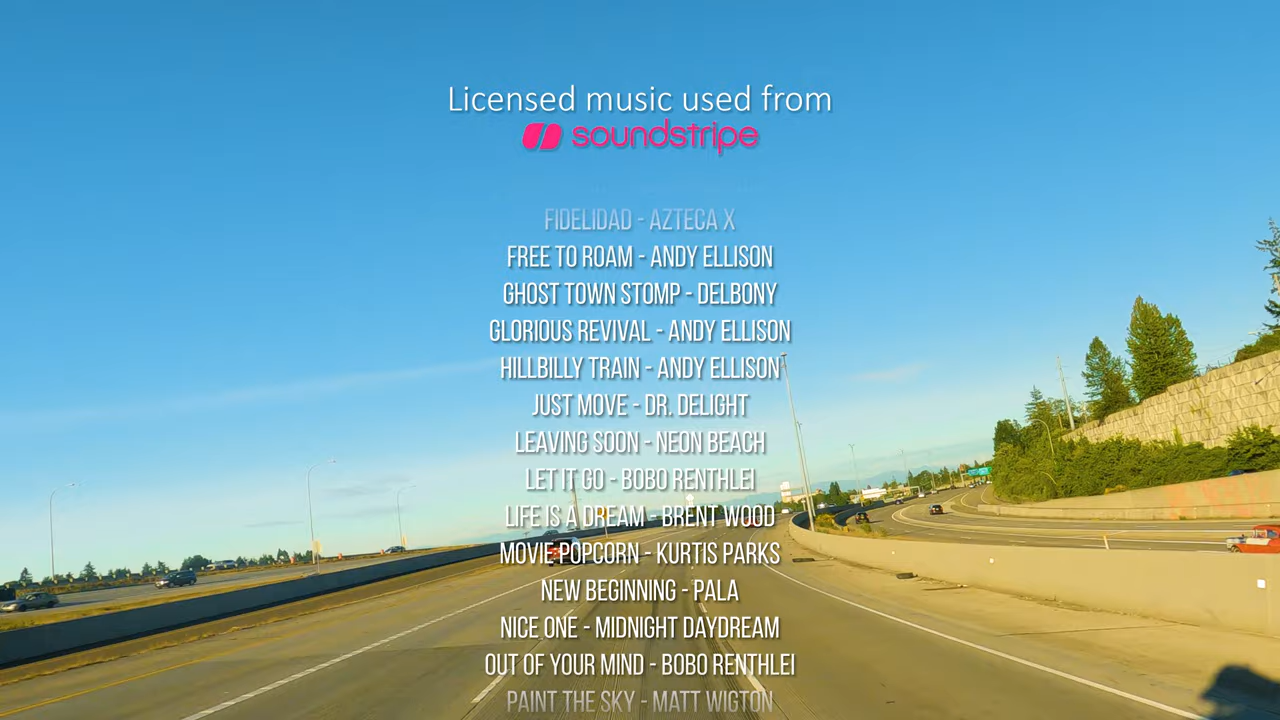 Licensed music used from
soundstripe
FIDELIDAD - AZTECA X
FREE TO ROAM - ANDY ELLISON
GHOST TOWN STOMP - DELBONY
GLORIOUS REVIVAL - ANDY ELLISON
HILLBILLY TRAIN - ANDY ELLISON
JUST MOVE - DR. DELIGHT
LEAVING SOON - NEON BEACH
LET IT GO - BOBO RENTHLEI
LIFE IS A DREAM - BRENT WOOD
MOVIE POPCORN - KURTIS PARKS
NEW BEGINNING - PALA
NICE ONE - MIDNIGHT DAYDREAM
OUT OF YOUR MIND - BOBO RENTHLEI
PAINT THE SKY - MATT WIGTON